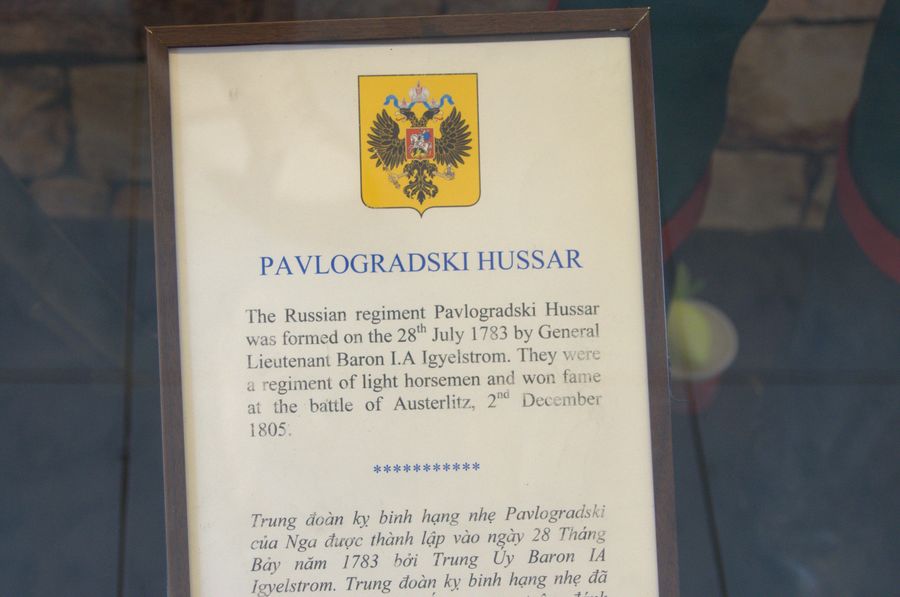 PAVLOGRADSKI HUSSAR
The Russian regiment Pavlogradski Hussar
was formed on the 28th July 1783 by General
Lieutenant Baron I.A Igyelstrom. They were
a regiment of light horsemen and won fame
at the battle of Austerlitz, 2nd December
1805.
***********
Trung đoàn kỵ binh hạng nhẹ Pavlogradski
của Nga được thành lập vào ngày 28 Tháng
Bảy năm 1783 bởi Trung Úy Baron IA
Igyelstrom. Trung đoàn kỵ binh hạng nhẹ đã